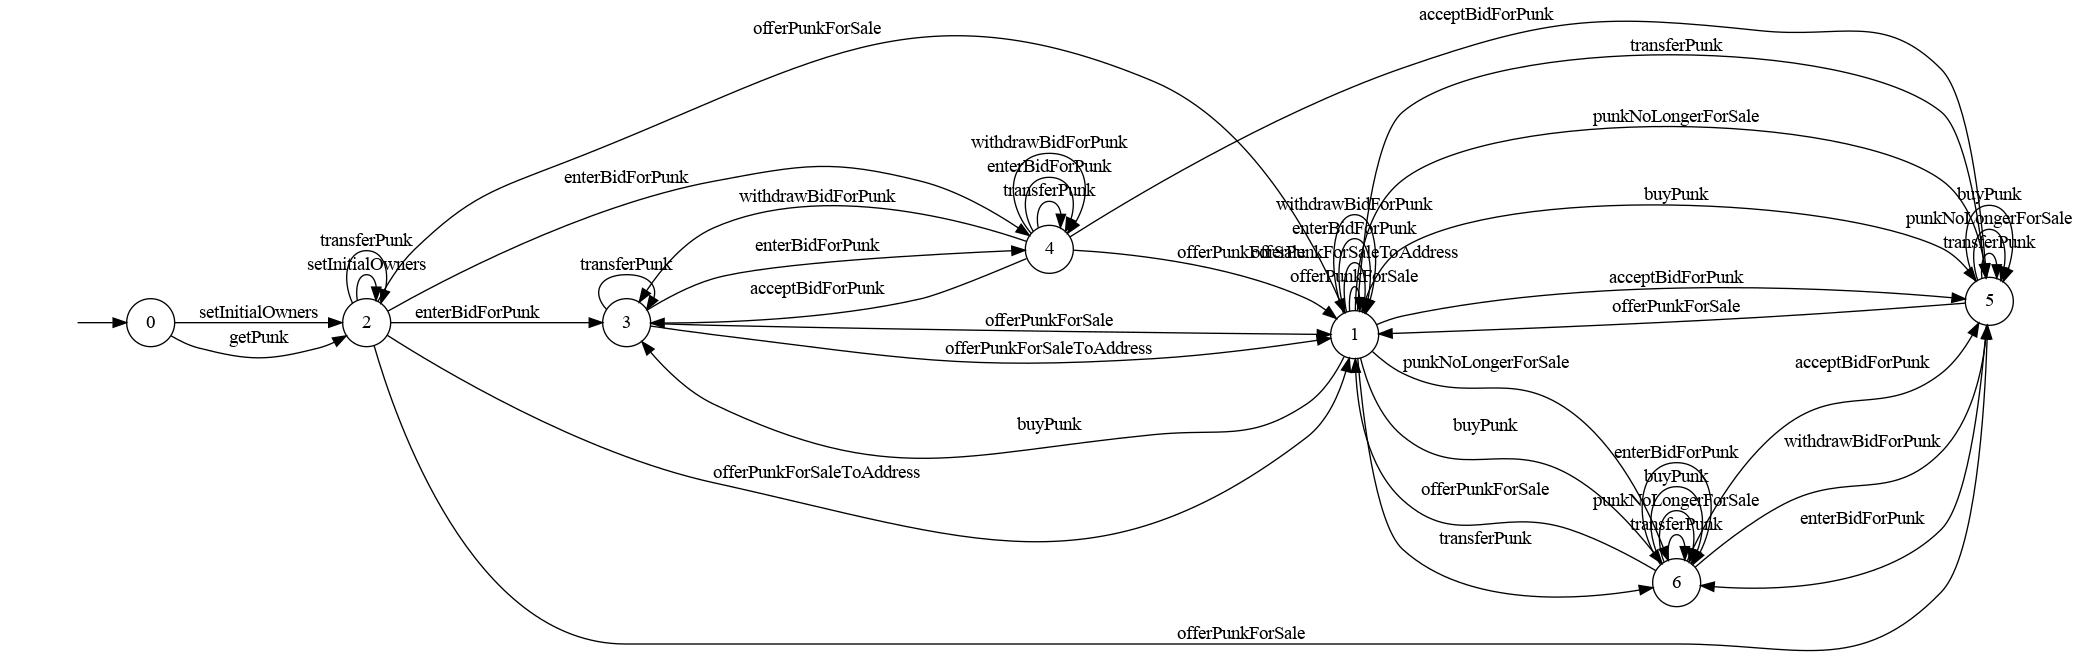 acceptBidForPunk
offerPunkForSale
transferPunk
punkNoLongerForSale
withdrawBidForPunk
enterBidForPunk
transferPunk
enterBidForPunk
withdrawBidForPunk
buyPunk
buyPunk
punkNoLongerForSale
transferPunk
withdrawBidForPunk
enterBidForPunk
offerPunkForSale
offerPunkForSaleToAddress
offerPunkForSale
transferPunk
setInitialOwners
enterBidForPunk
4
transferPunk
acceptBidForPunk
acceptBidForPunk
offerPunkForSale
5
0
setInitialOwners
getPunk
2
enterBidForPunk
3
offerPunkForSale
offerPunkForSaleToAddress
1
punkNoLongerForSale
acceptBidForPunk
buyPunk
buyPunk
withdrawBidForPunk
enterBidForPunk
buyPunk
punkNoLongerForSale
transferPunk
offerPunkForSaleToAddress
offerPunkForSale
enterBidForPunk
transferPunk
6
offerPunkForSale